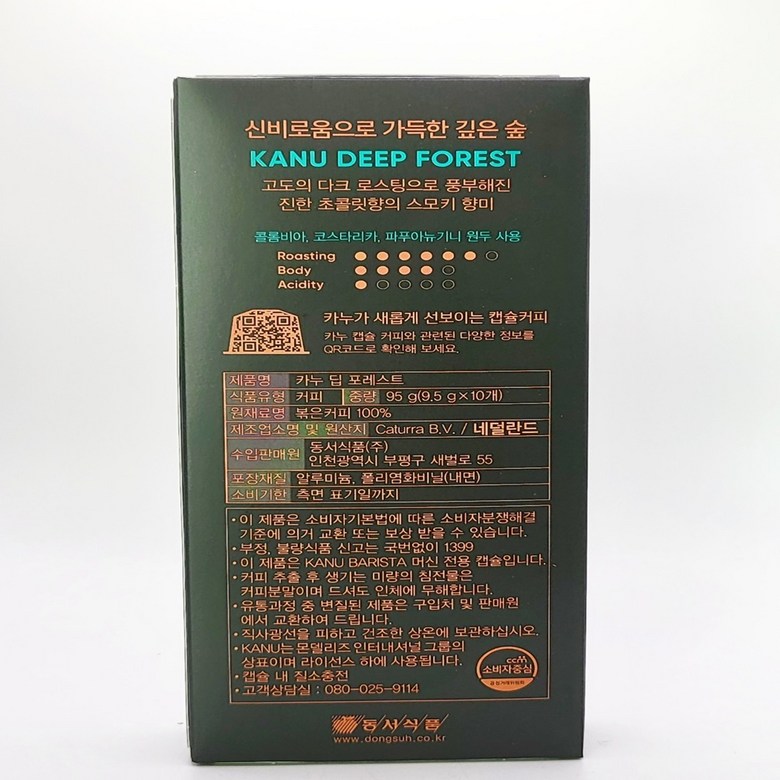 신비로움으로 가득한 깊은 숲
KANU DEEP FOREST
고도의 다크 로스팅으로 풍부해진
진한 초콜릿향의 스모키 향미
콜롬비아, 코스타리카, 파푸아뉴기니 원두 사용
Roasting
Body
Acidity
카누가 새롭게 선보이는 캡슐커피
카누 캡슐 커피와 관련된 다양한 정보를
QR코드로 확인해 보세요.
제품명 카누 딥 포레스트
식품유형 커피 중량 95 g(9.5 g×10개)
원재료명 볶은커피 100%
제조업소명 및 원산지 Caturra B.V. / 네덜란드
수입판매원 동서식품(주)
인천광역시 부평구 새벌로 55
포장재질 알루미늄, 폴리염화비닐(내면)
소비기한 측면 표기일까지
• 이 제품은 소비자기본법에 따른 소비자분쟁해결
기준에 의거 교환 또는 보상 받을 수 있습니다.
• 부정, 불량식품 신고는 국번없이 1399
• 이 제품은 KANU BARISTA 머신 전용 캡슐입니다.
• 커피 추출 후 생기는 미량의 침전물은
커피분말이며 드셔도 인체에 무해합니다.
• 유통과정 중 변질된 제품은 구입처 및 판매원
에서 교환하여 드립니다.
• 직사광선을 피하고 건조한 상온에 보관하십시오.
• KANU는 몬델리즈 인터내셔널 그룹의
상표이며 라이선스 하에 사용됩니다.
• 캡슐 내 질소충전
• 고객상담실 : 080-025-9114
ccm
소비자중심
공정거래위원회
동서식품
www.dongsuh.co.kr